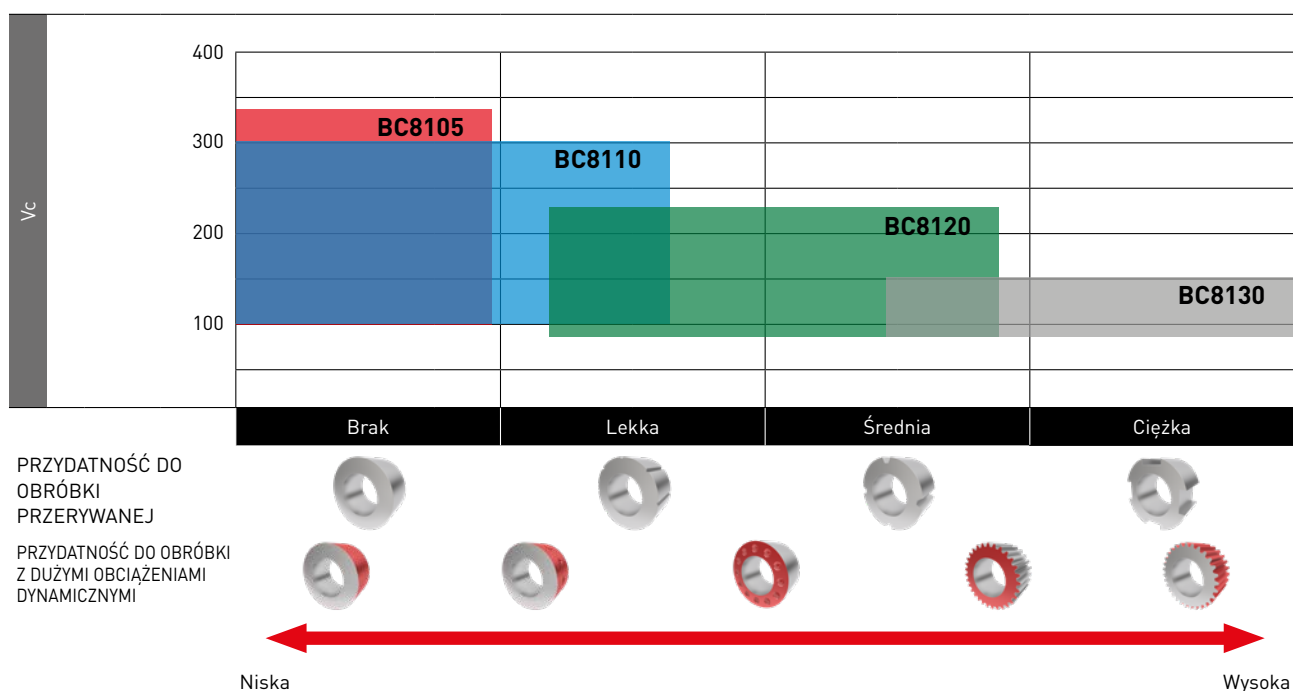 400
300
200
100
Vc
BC8105
BC8110
BC8120
BC8130
Brak
Lekka
Średnia
Ciężka
PRZYDATNOŚĆ DO
OBRÓBKI
PRZERYWANEJ
PRZYDATNOŚĆ DO OBRÓBKI
Z DUŻYMI OBCIĄŻENIAMI
DYNAMICZNYMI
Niska
Wysoka